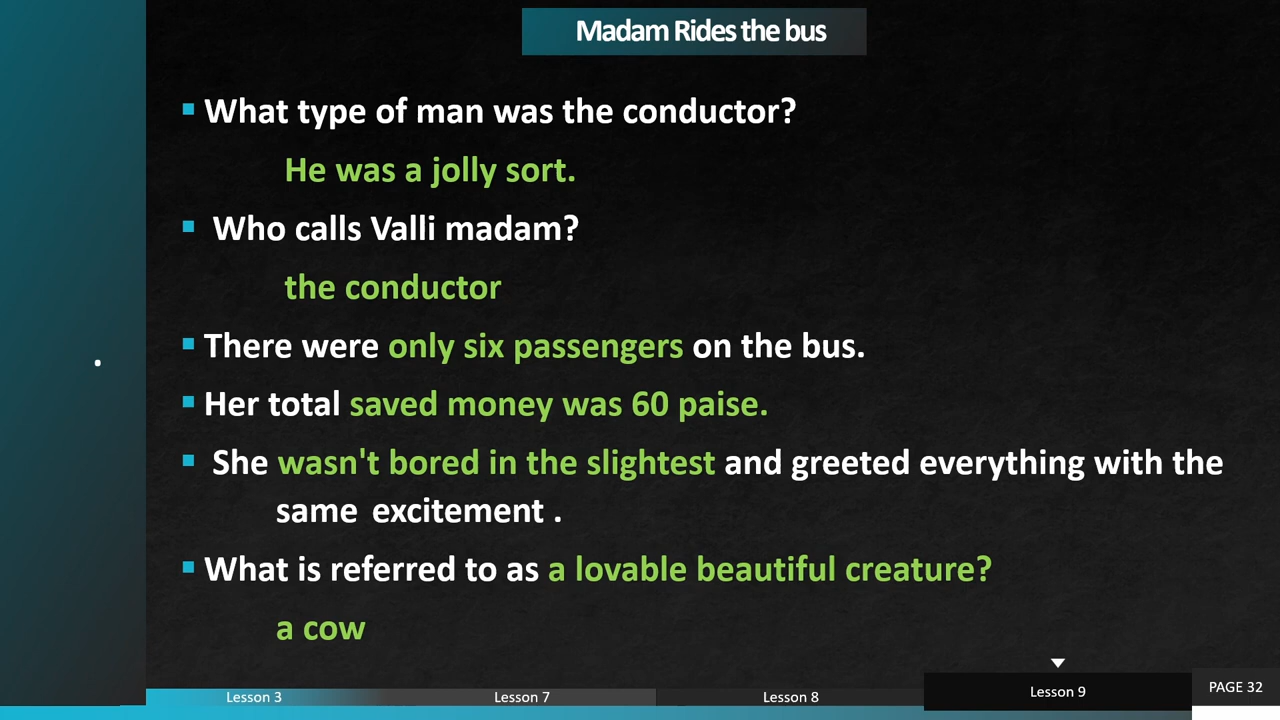 Madam Rides the bus
▪ What type of man was the conductor?
He was a jolly sort.
▪ Who calls Valli madam?
the conductor
▪ There were only six passengers on the bus.
▪ Her total saved money was 60 paise.
▪ She wasn't bored in the slightest and greeted everything with the
same excitement .
▪ What is referred to as a lovable beautiful creature?
a cow
.
Lesson 3
Lesson 7
Lesson 8
Lesson 9
PAGE 32